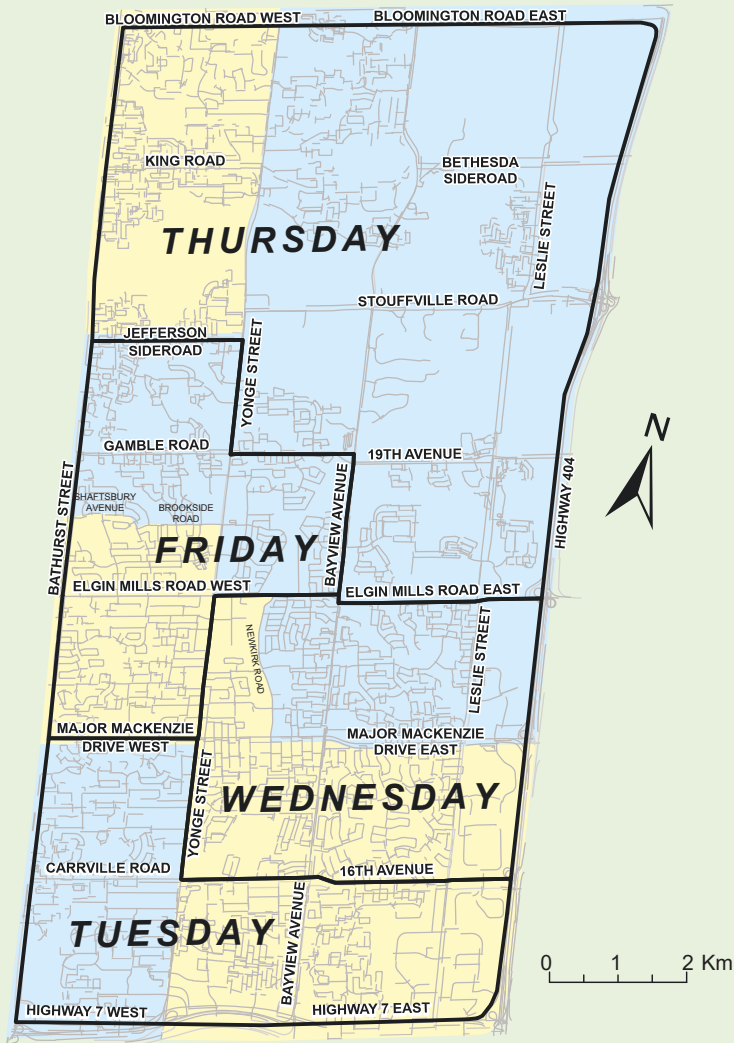 BLOOMINGTON ROAD WEST
BLOOMINGTON ROAD EAST
KING ROAD
BETHESDA
SIDEROAD
LESLIE STREET
THURSDAY
STOUFFVILLE ROAD
JEFFERSON
SIDEROAD
YONGE STREET
N
GAMBLE ROAD
19TH AVENUE
BATHURST STREET
SHAFTSBURY
AVENUE
BROOKSIDE
ROAD
BAYVIEW AVENUE
HIGHWAY 404
FRIDAY
ELGIN MILLS ROAD WEST
ELGIN MILLS ROAD EAST
NEWKIRK ROAD
LESLIE STREET
MAJOR MACKENZIE
DRIVE WEST
MAJOR MACKENZIE
DRIVE EAST
YONGE STREET
WEDNESDAY
CARRVILLE ROAD
16TH AVENUE
TUESDAY
BAYVIEW AVENUE
0 1 2 Km
HIGHWAY 7 WEST
HIGHWAY 7 EAST